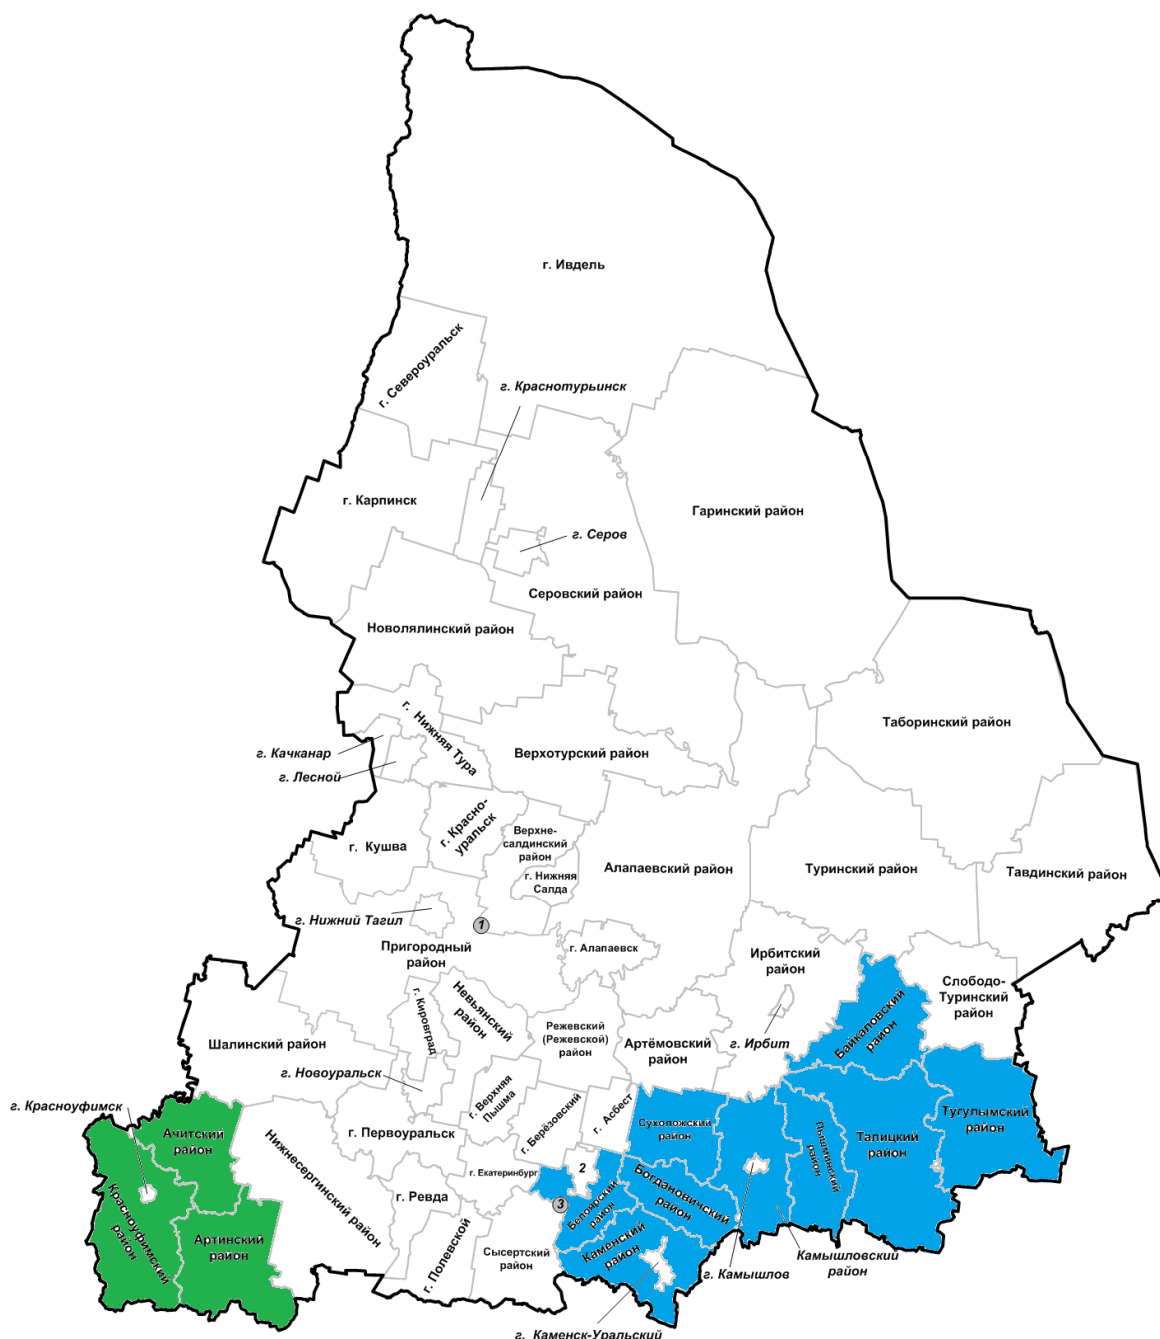 г. Ивдель
г. Североуральск
г. Краснотурьинск
г. Карпинск
Гаринский район
г. Серов
Серовский район
Новолялинский район
г. Нижняя Тура
Таборинский район
г. Качканар
Верхотурский район
г. Лесной
г. Красно-
уральск
Верхне-
салдинский
район
г. Кушва
Алапаевский район
Туринский район
Тавдинский район
г. Нижняя
Салда
г. Нижний Тагил
1
Пригородный
район
г. Алапаевск
Ирбитский
район
Слободо-
Туринский
район
г. Кировград
Невьянский
район
Байкаловский
район
Режевский
(Режевской)
район
Артёмовский
район
г. Ирбит
Шалинский район
г. Новоуральск
г. Верхняя
Пышма
г. Берёзовский
г. Асбест
г. Красноуфимск
Ачитский
район
г. Первоуральск
Сухоложский
район
Пышминский
район
Талицкий
район
Тугулымский
район
Нижнесергинский район
г. Екатеринбург
2
г. Ревда
3
Белоярский
район
Богдановичский
район
Красноуфимский
район
Артинский
район
г. Полевской
Сысертский
район
Каменский
район
Камышловский
район
г. Камышлов
г. Каменск-Уральский